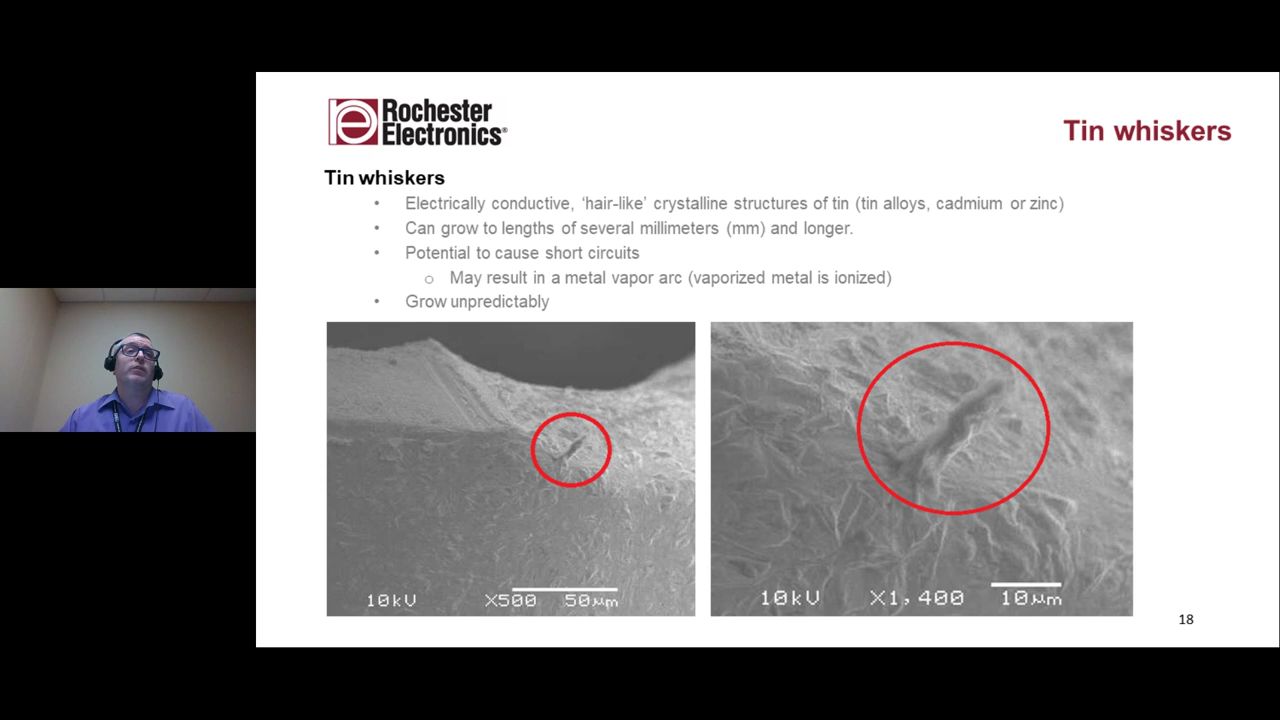 Rochester
Electronics®
Tin whiskers
Tin whiskers
• Electrically conductive, ‘hair-like’ crystalline structures of tin (tin alloys, cadmium or zinc)
• Can grow to lengths of several millimeters (mm) and longer.
• Potential to cause short circuits
o May result in a metal vapor arc (vaporized metal is ionized)
• Grow unpredictably
10kV X500 50µm
10kV X1,400 10µm
18